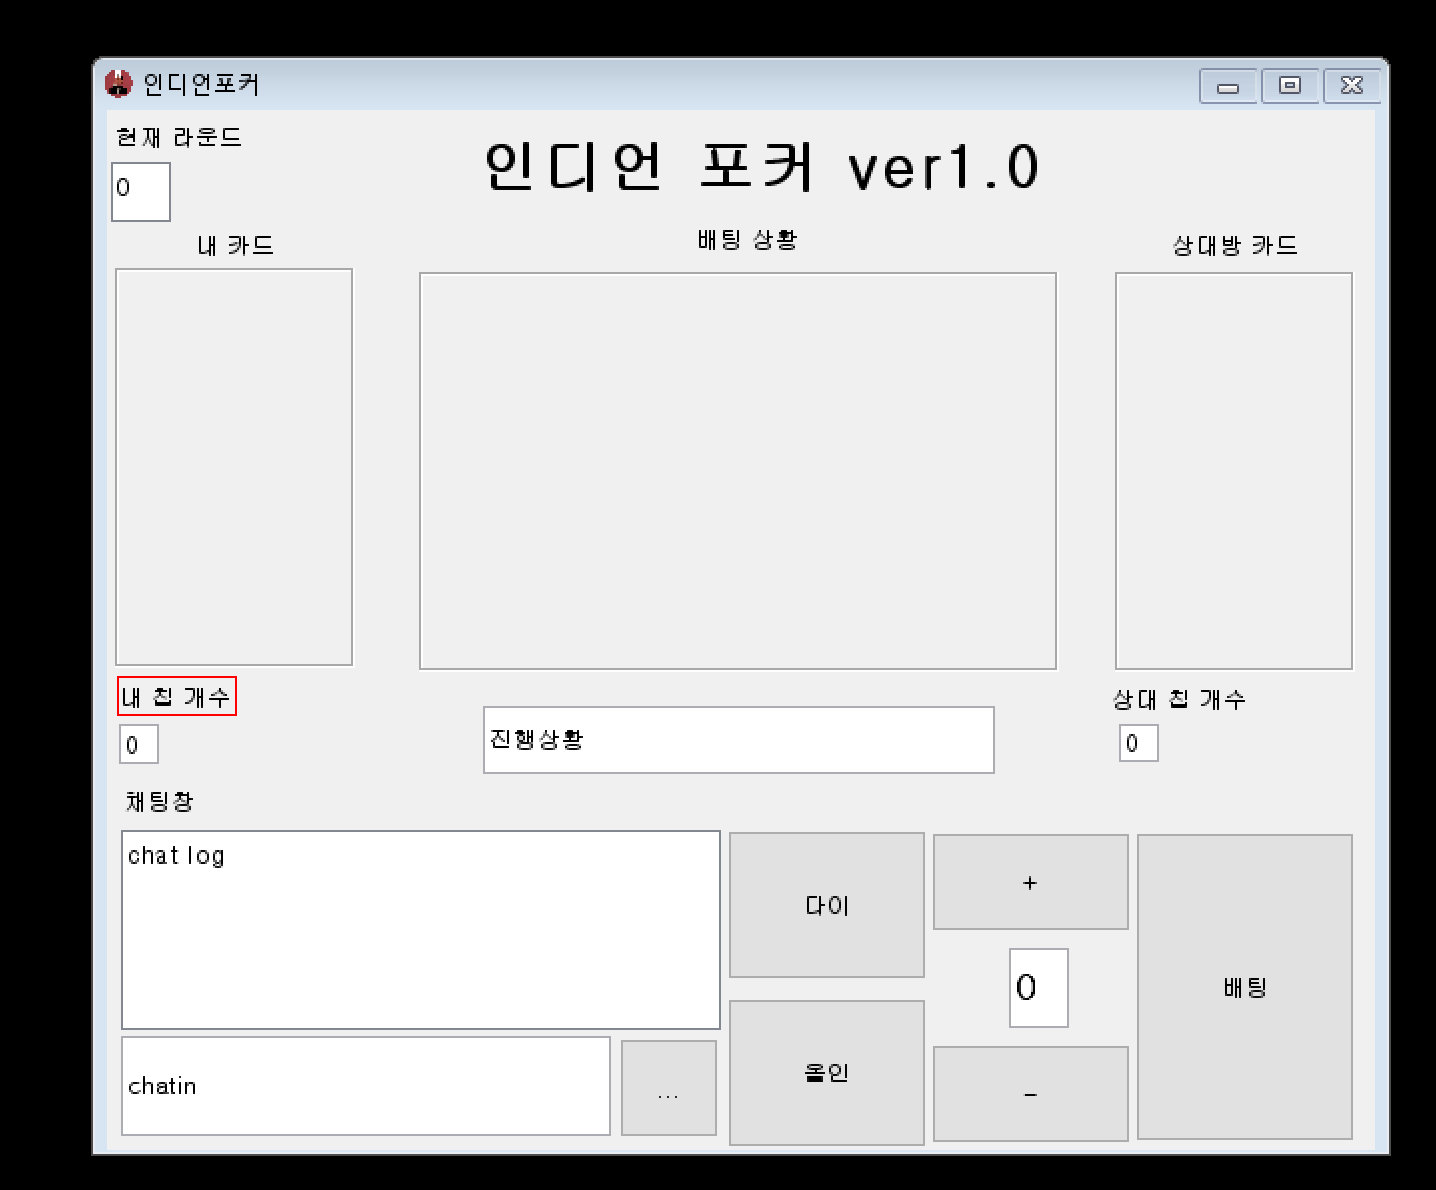 인디언포커
현재 라운드
0
인디언 포커 ver1.0
내 카드
배팅 상황
상대방 카드
내 칩 개수
0
진행상황
상대 칩 개수
0
채팅창
chat log
chatin
...
다이
올인
+
0
-
배팅